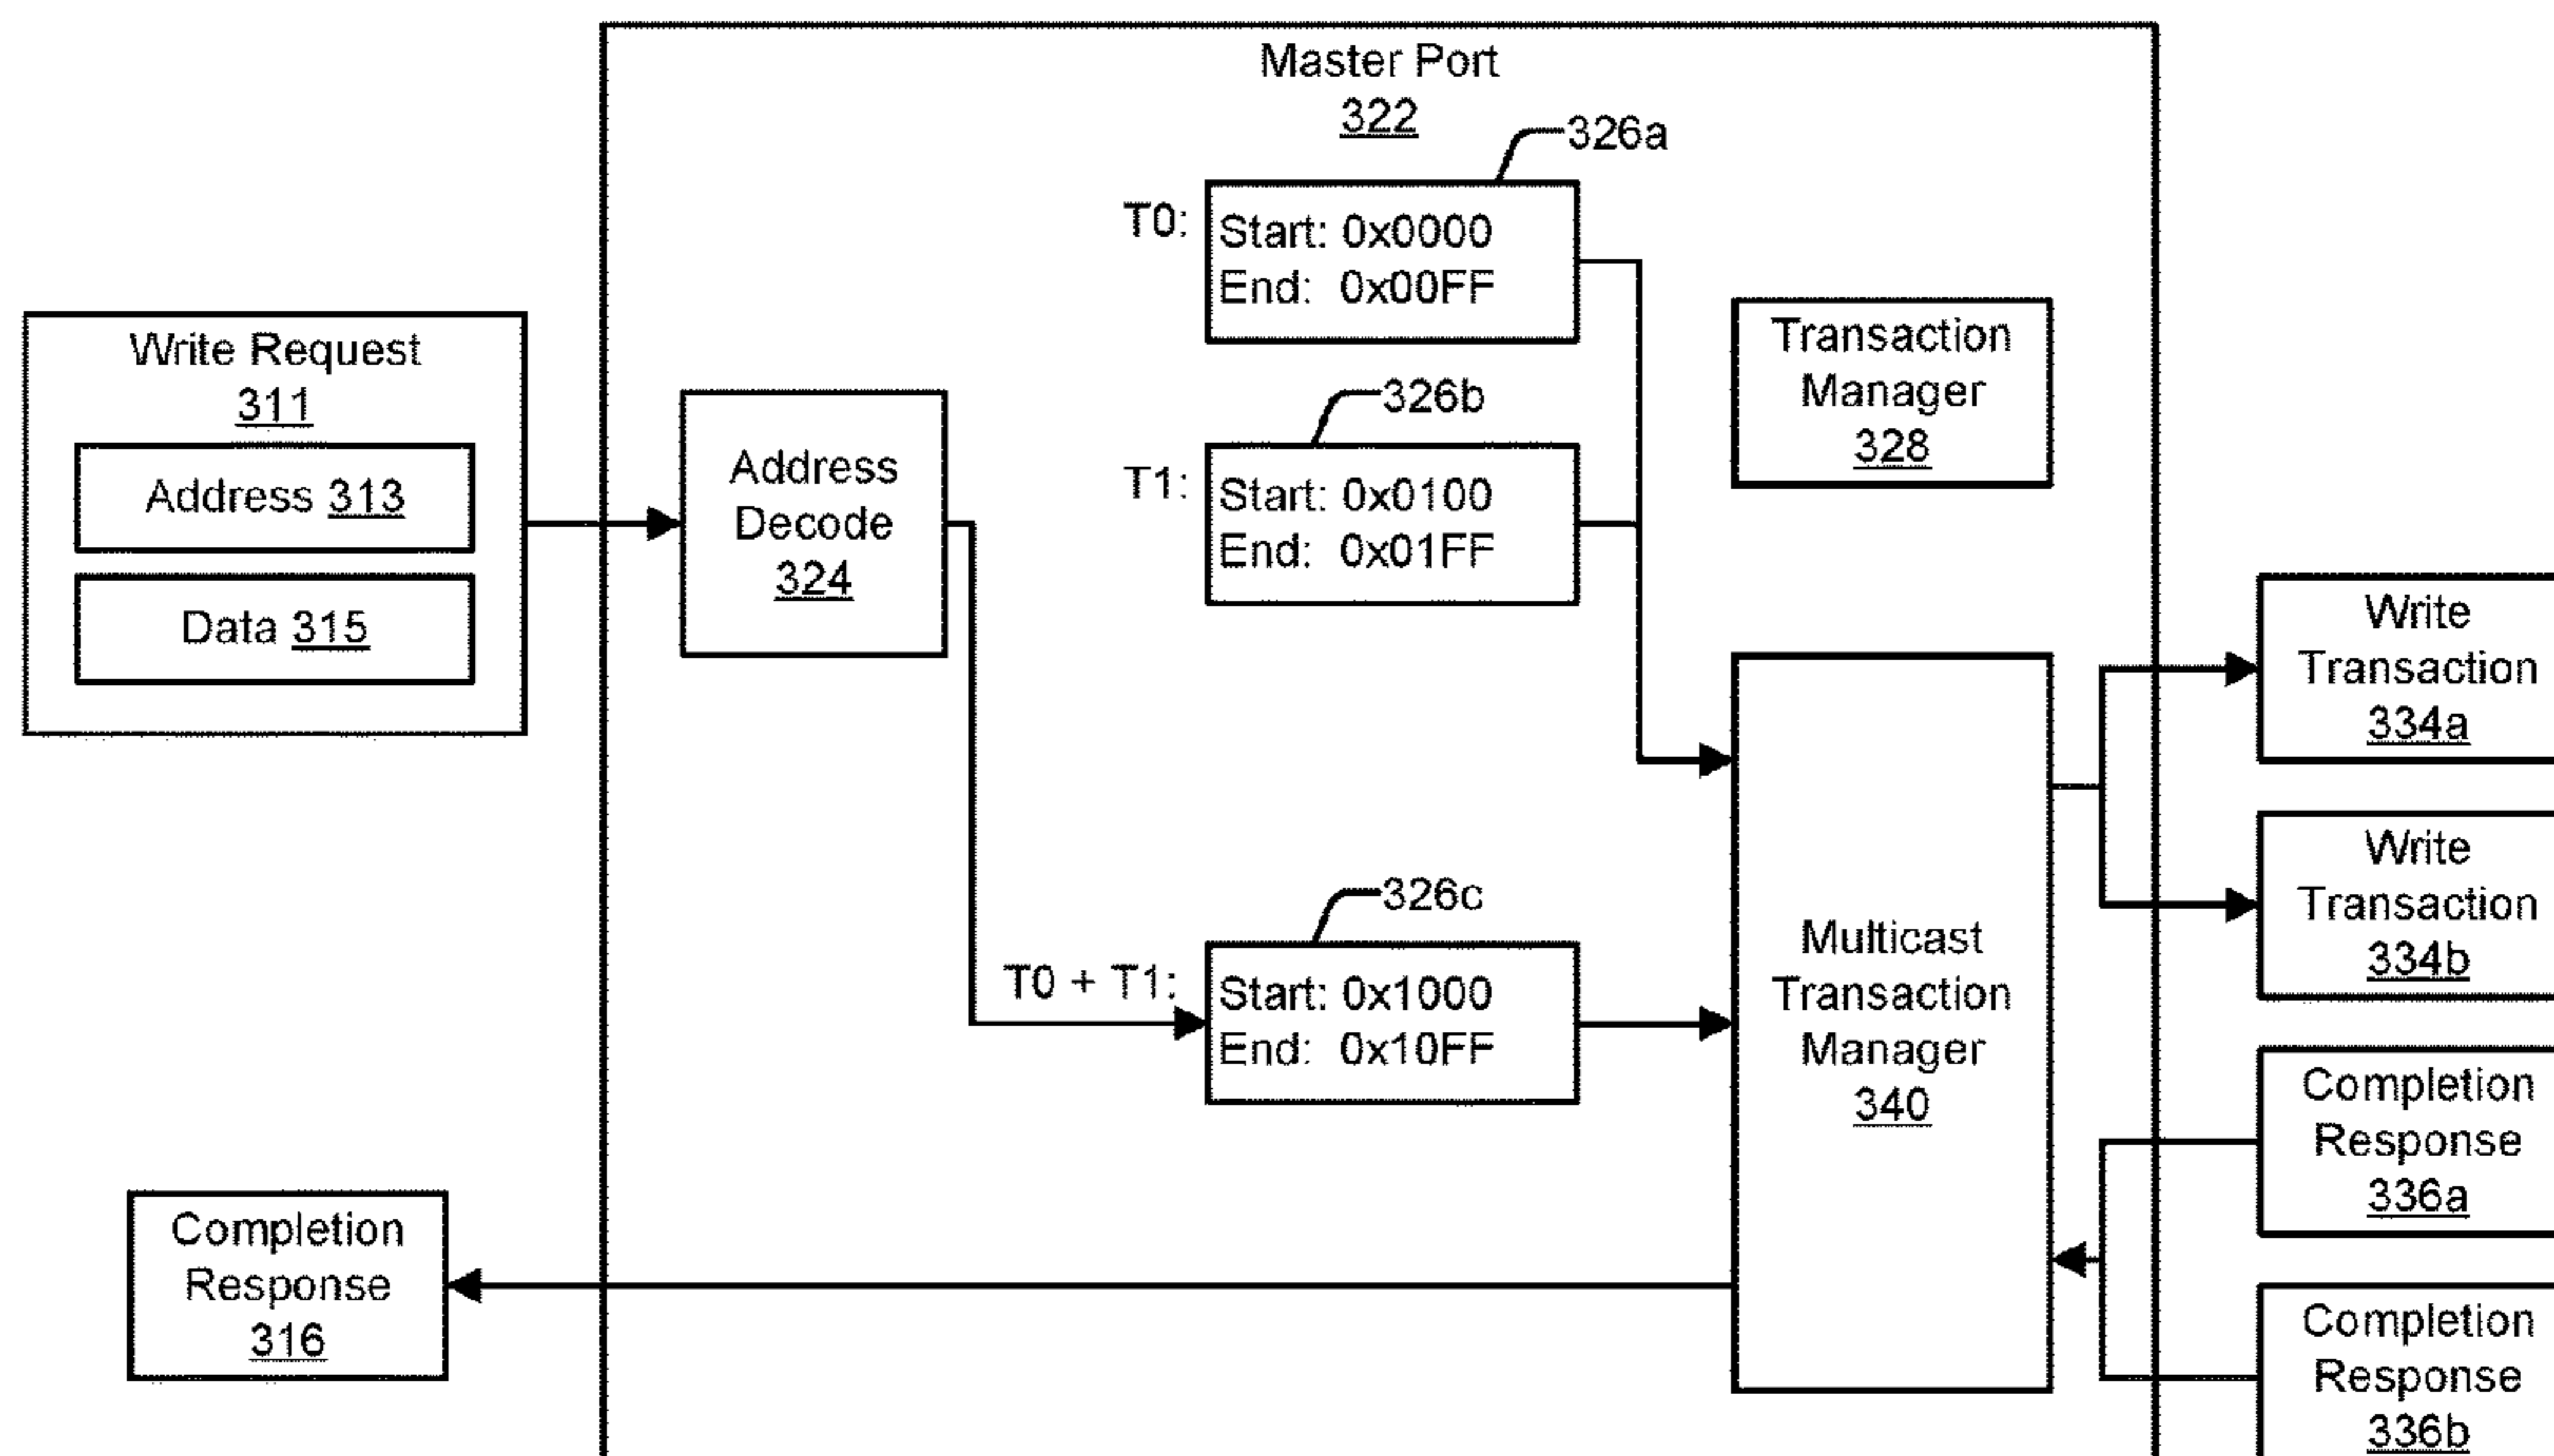 Master Port
322
326a
T0:
Start: 0x0000
End: 0x00FF
Write Request
311
Address 313
Data 315
Address
Decode
324
326b
T1:
Start: 0x0100
End: 0x01FF
Transaction
Manager
328
Write
Transaction
334a
Write
Transaction
334b
326c
T0 + T1:
Start: 0x1000
End: 0x10FF
Multicast
Transaction
Manager
340
Completion
Response
336a
Completion
Response
316
Completion
Response
336b